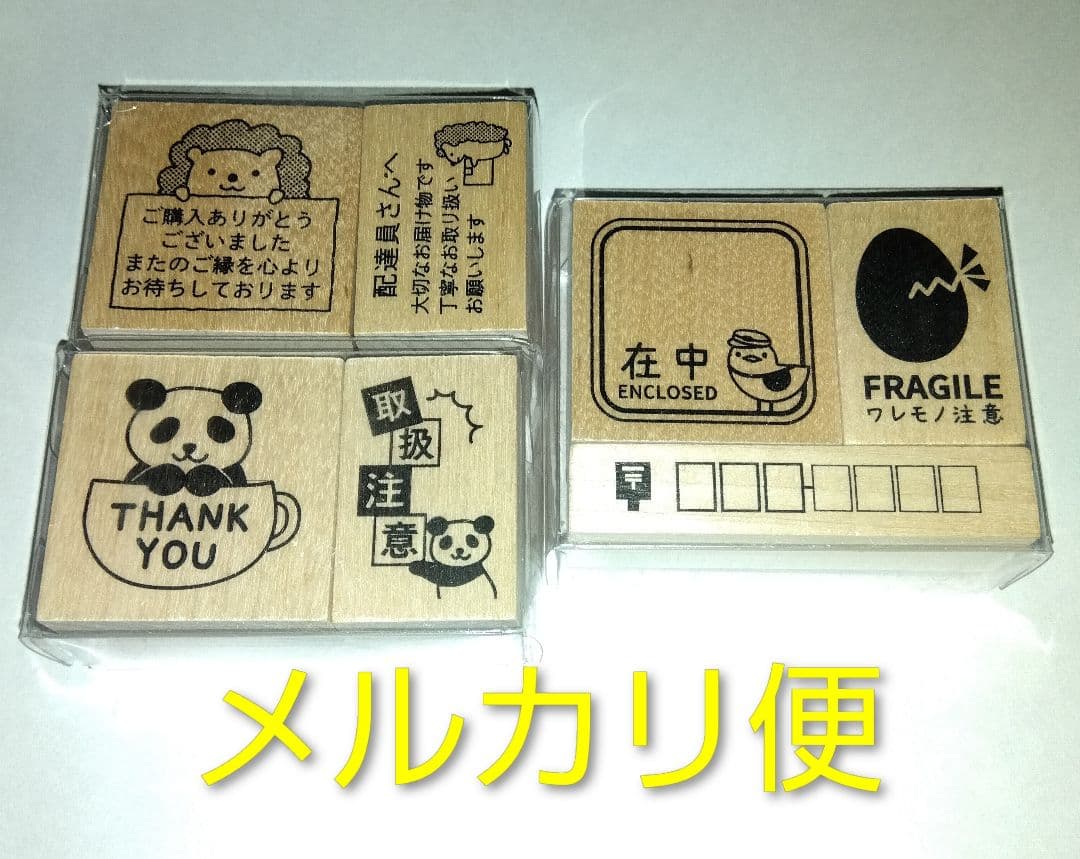 ご購入ありがとう
ございました
またのご縁を心より
お待ちしております
配達員さんへ
大切なお届け物です
丁寧なお取り扱い
お願いします
在中
ENCLOSED
FRAGILE
ワレモノ注意
THANK
YOU
取
扱
注
意
〒
メルカリ便